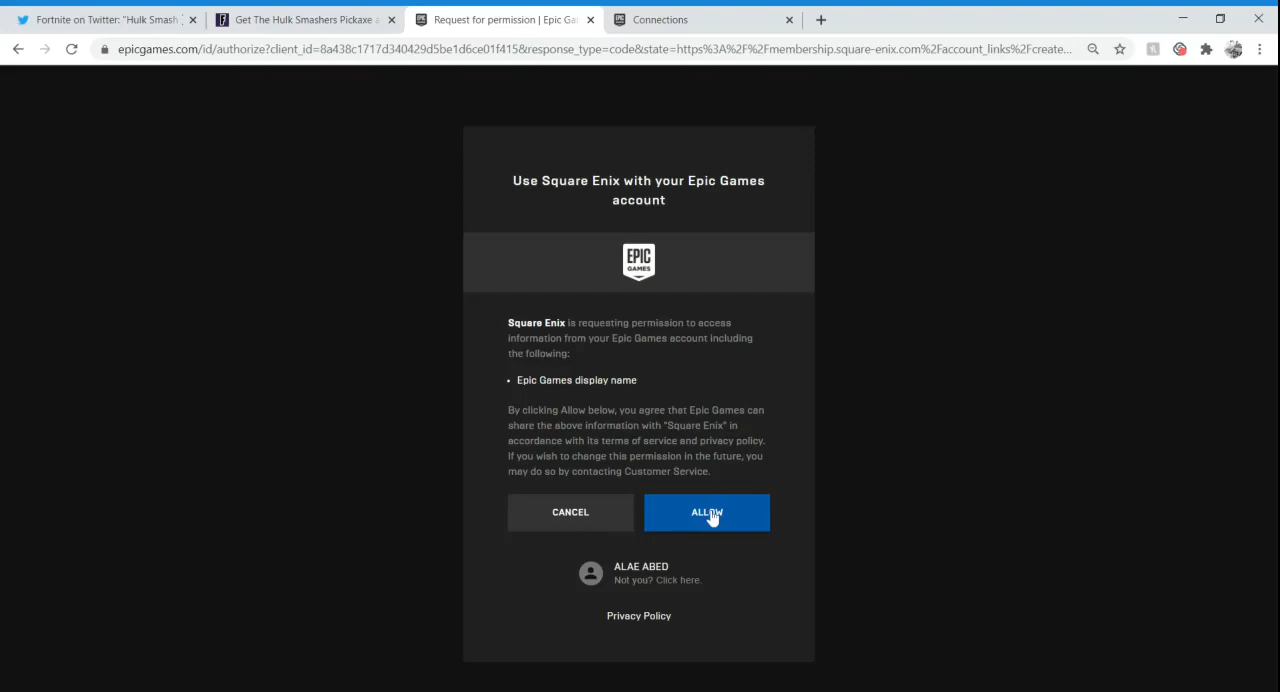 Fortnite on Twitter: "Hulk Smash
Get The Hulk Smashers Pickaxe a
Request for permission | Epic Ga
Connections
epicgames.com/id/authorize?client_id=8a438c1717d340429d5be1d6ce01f415&response_type=code&state=https%3A%2F%2Fmembership.square-enix.com%2Faccount_links%2Fcreate...
Use Square Enix with your Epic Games
account
EPIC
GAMES
Square Enix is requesting permission to access
information from your Epic Games account including
the following:
• Epic Games display name
By clicking Allow below, you agree that Epic Games can
share the above information with "Square Enix" in
accordance with its terms of service and privacy policy.
If you wish to change this permission in the future, you
may do so by contacting Customer Service.
CANCEL
ALLOW
ALAE ABED
Not you? Click here.
Privacy Policy